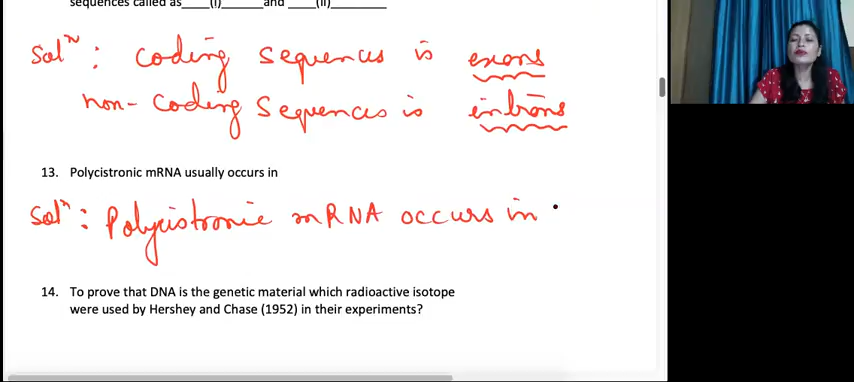 sequences called as____(i)______and ____(ii)________
Solⁿ : Coding sequences is exons
non-coding sequences is introns
13. Polycistronic mRNA usually occurs in
Solⁿ : Polycistronic mRNA occurs in
14. To prove that DNA is the genetic material which radioactive isotope
were used by Hershey and Chase (1952) in their experiments?